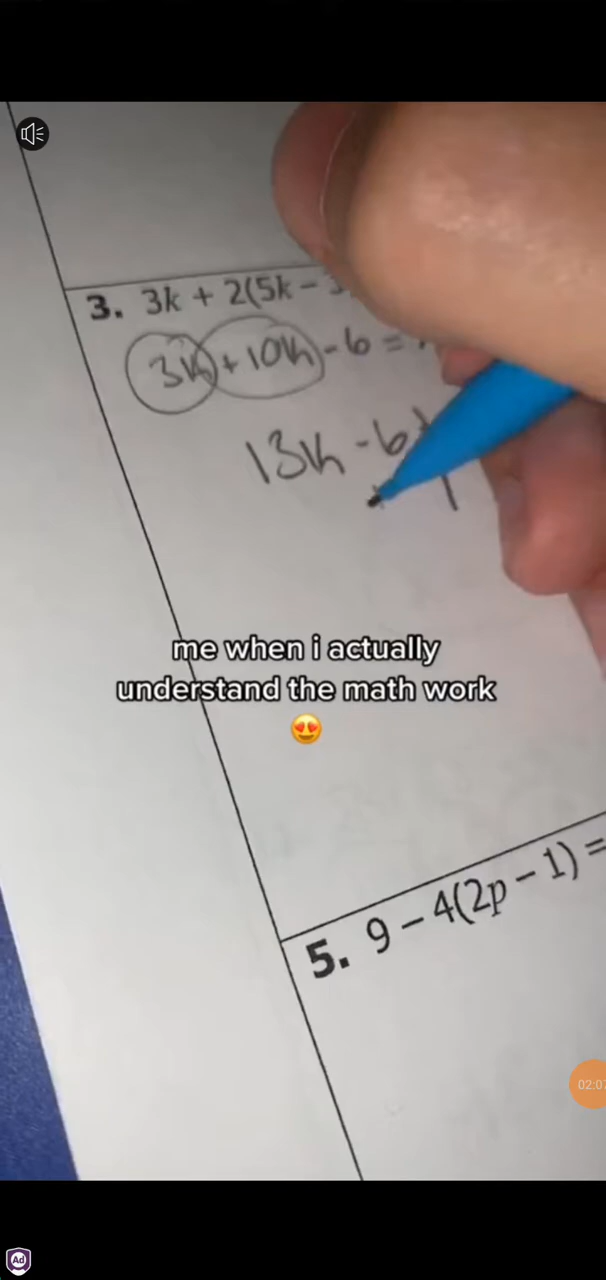 3. 3k + 2(5k –
3k + 10k - 6 =
13k - 6
me when i actually
understand the math work
😍
5. 9 – 4(2p – 1) =
02:07
Ad